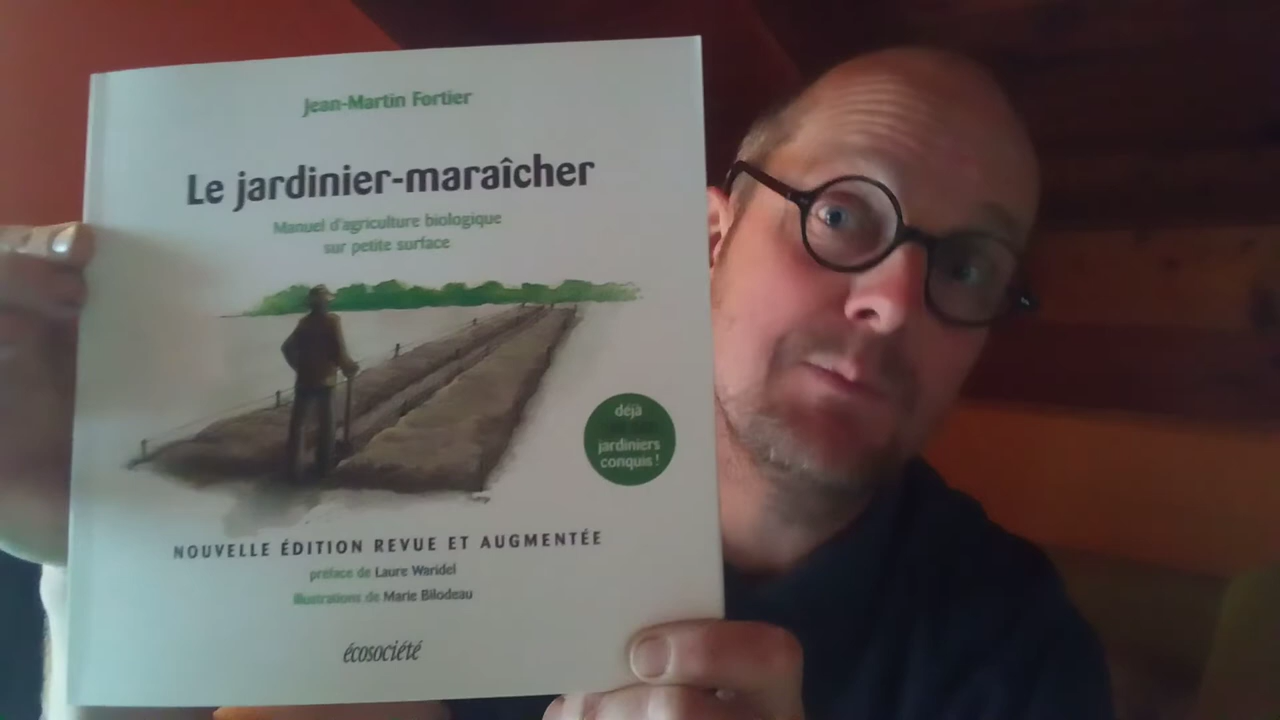 Jean-Martin Fortier
Le jardinier-maraîcher
Manuel d'agriculture biologique
sur petite surface
déjà
jardiniers
conquis !
NOUVELLE ÉDITION REVUE ET AUGMENTÉE
préface de Laure Waridel
illustrations de Marie Bilodeau
écosociété